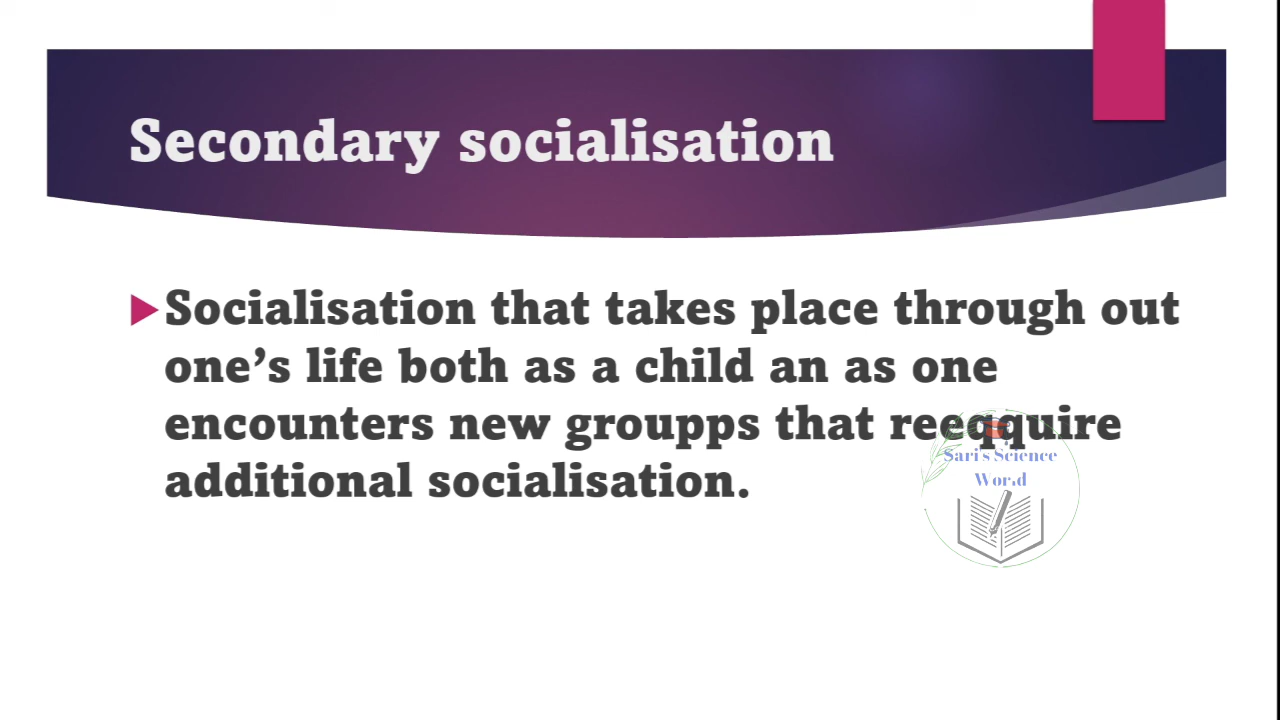 Secondary socialisation
Socialisation that takes place through out
one's life both as a child an as one
encounters new groupps that reeqquire
additional socialisation.
Sari's Science
World